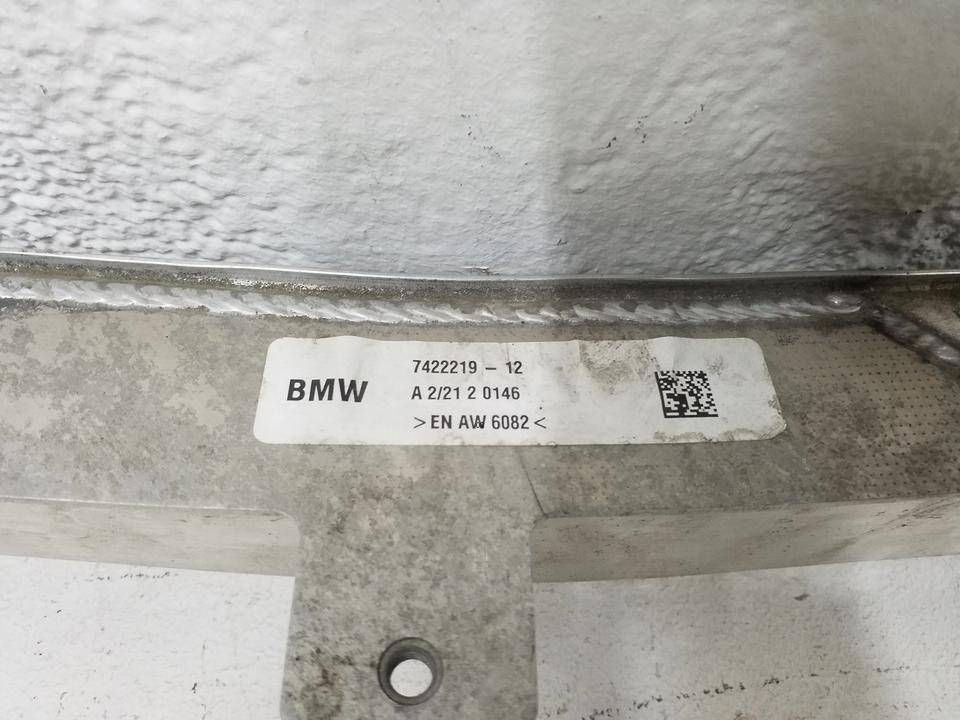 BMW
7422219 - 12
A 2/21 2 0146
>EN AW 6082<